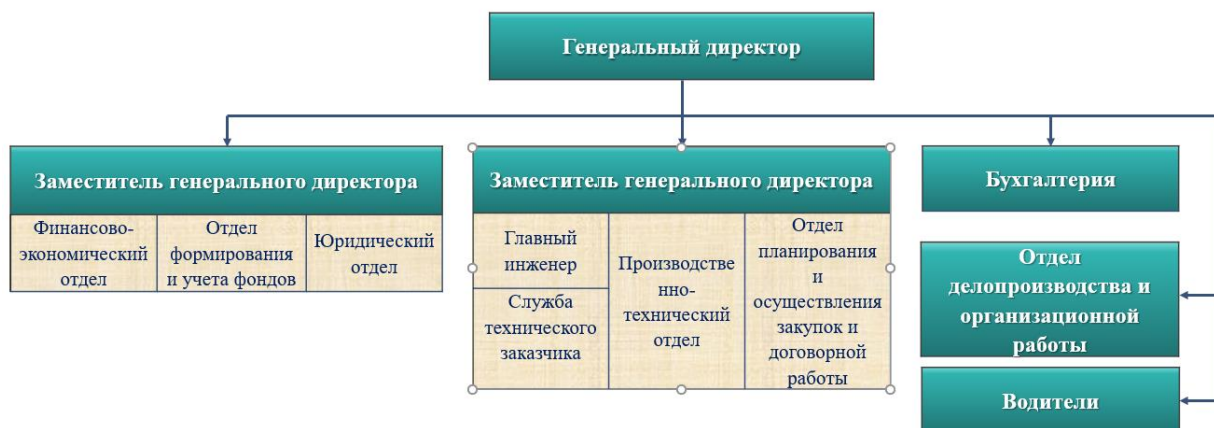 Генеральный директор
Заместитель генерального директора
Финансово-
экономический
отдел
Отдел
формирования
и учета фондов
Юридический
отдел
Заместитель генерального директора
Главный
инженер
Служба
технического
заказчика
Производстве
нно-
технический
отдел
Отдел
планирования
и
осуществления
закупок и
договорной
работы
Бухгалтерия
Отдел
делопроизводства и
организационной
работы
Водители